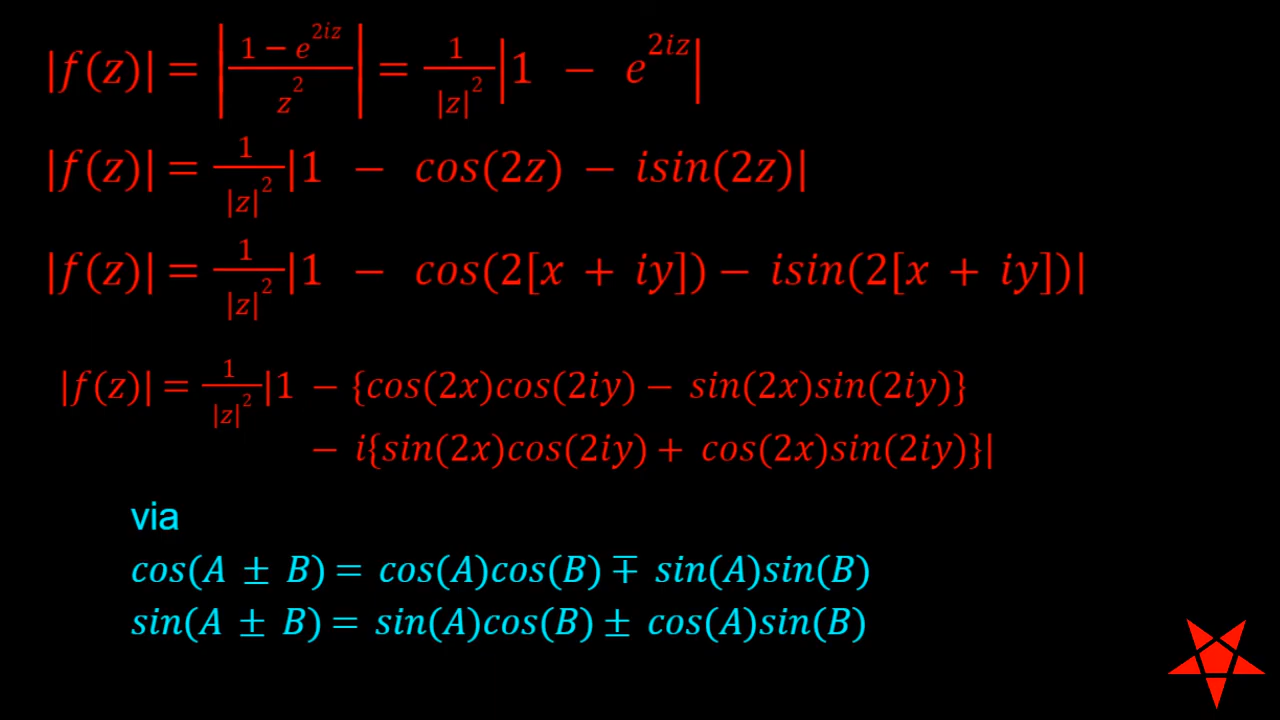 |f(z)| = |(1 − e^{2iz})/z^2| = 1/|z|^2 |1 − e^{2iz}|
|f(z)| = 1/|z|^2 |1 − cos(2z) − isin(2z)|
|f(z)| = 1/|z|^2 |1 − cos(2[x + iy]) − isin(2[x + iy])|
|f(z)| = 1/|z|^2 |1 − {cos(2x)cos(2iy) − sin(2x)sin(2iy)}
− i{sin(2x)cos(2iy) + cos(2x)sin(2iy)}|
via
cos(A ± B) = cos(A)cos(B) ∓ sin(A)sin(B)
sin(A ± B) = sin(A)cos(B) ± cos(A)sin(B)